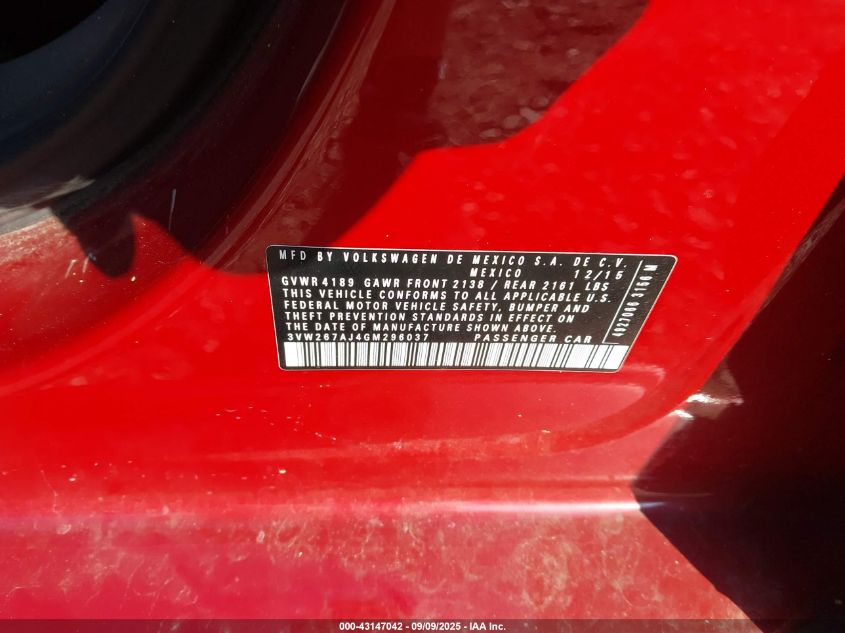 MFD BY VOLKSWAGEN DE MEXICO S.A. DE C.V.
MEXICO 12/15
GVWR 4189 GAWR FRONT 2138 / REAR 2161 LBS
THIS VEHICLE CONFORMS TO ALL APPLICABLE U.S.
FEDERAL MOTOR VEHICLE SAFETY, BUMPER AND
THEFT PREVENTION STANDARDS IN EFFECT ON
THE DATE OF MANUFACTURE SHOWN ABOVE.
3VW267AJ4GM296037 PASSENGER CAR
000-43147042 - 09/09/2025 - IAA Inc.